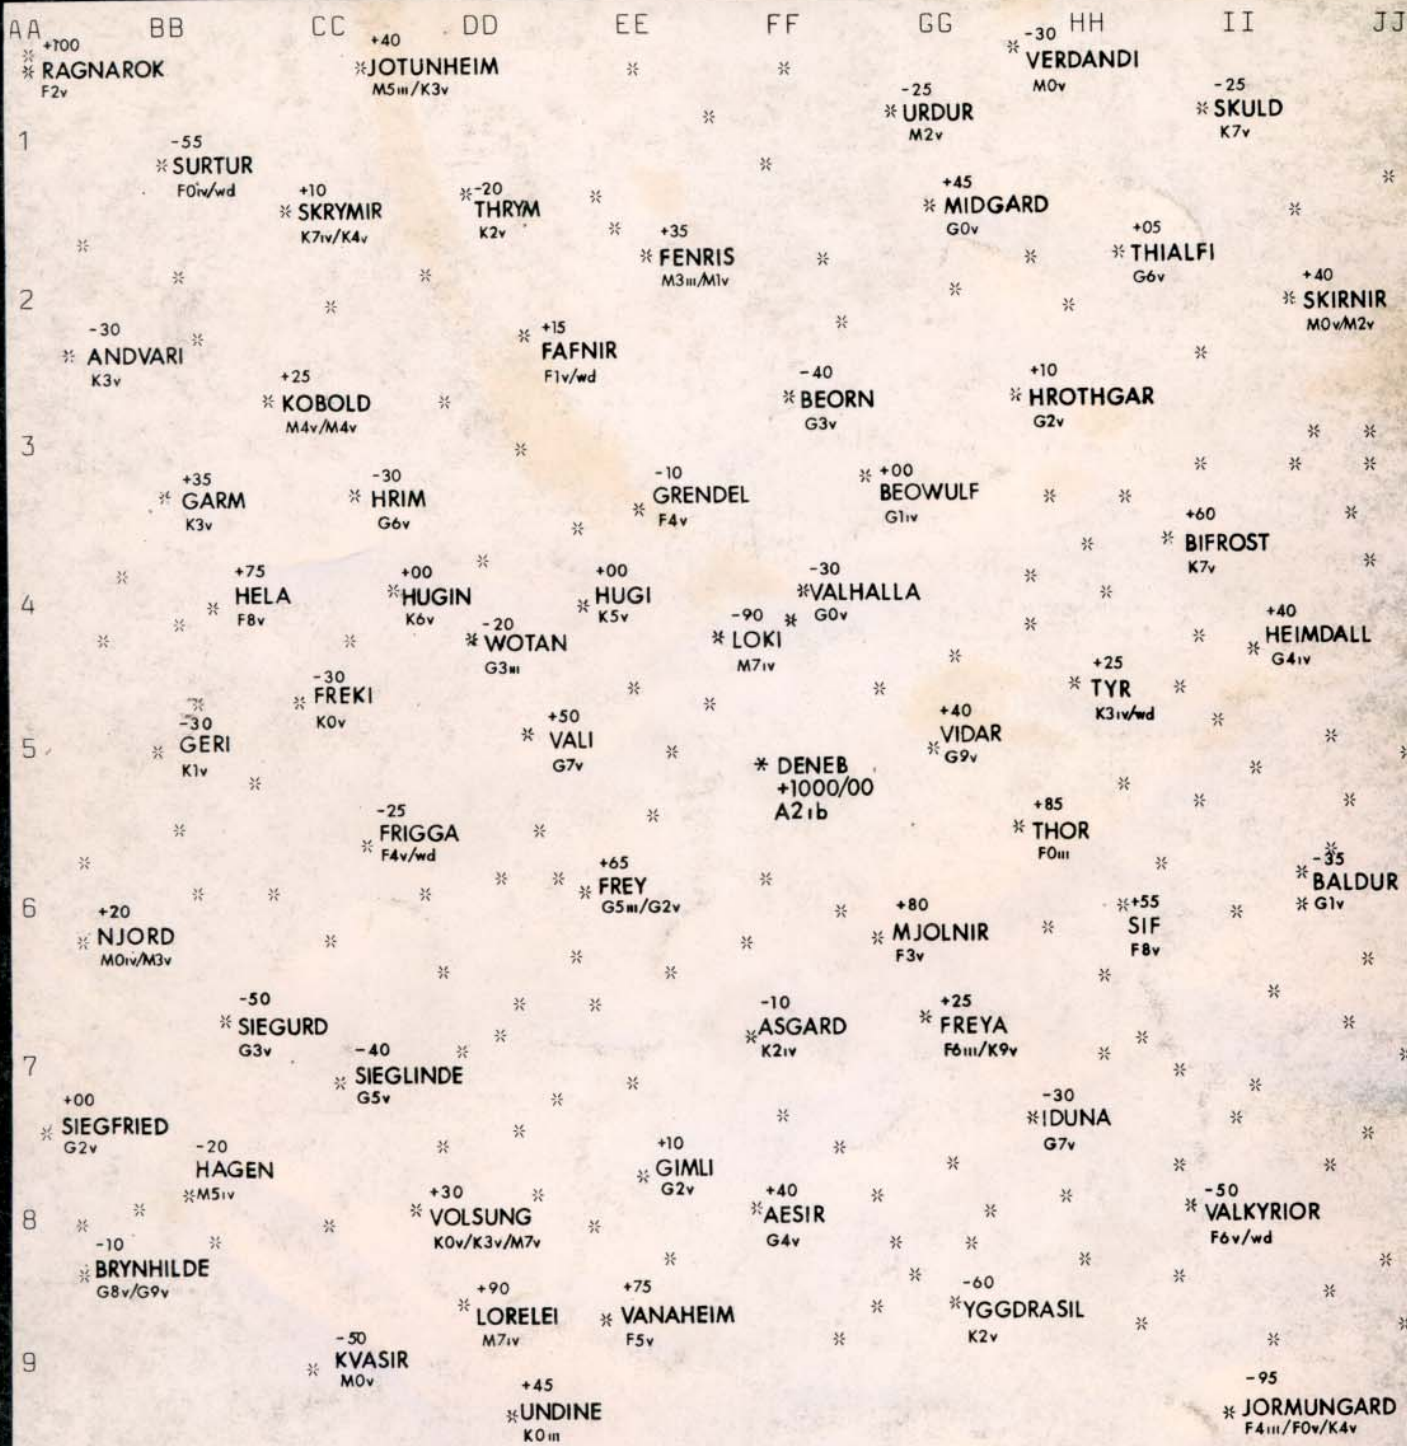 AA BB CC DD EE FF GG HH II JJ
+100
RAGNAROK
F2v
+40
JOTUNHEIM
M5iii/K3v
-30
VERDANDI
M0v
-25
URDUR
M2v
-25
SKULD
K7v
1
-55
SURTUR
F0iv/wd
+10
SKRYMIR
K7iv/K4v
-20
THRYM
K2v
+45
MIDGARD
G0v
+35
FENRIS
M3iii/M1v
+05
THIALFI
G6v
2
+40
SKIRNIR
M0v/M2v
-30
ANDVARI
K3v
+15
FAFNIR
F1v/wd
+25
KOBOLD
M4v/M4v
-40
BEORN
G3v
+10
HROTHGAR
G2v
3
+35
GARM
K3v
-30
HRIM
G6v
-10
GRENDEL
F4v
+00
BEOWULF
G1iv
+60
BIFROST
K7v
4
+75
HELA
F8v
+00
HUGIN
K6v
+00
HUGI
K5v
-30
VALHALLA
G0v
-20
WOTAN
G3iii
-90
LOKI
M7iv
+40
HEIMDALL
G4iv
-30
FREKI
K0v
+25
TYR
K3iv/wd
5
-30
GERI
K1v
+50
VALI
G7v
+40
VIDAR
G9v
DENEB
+1000/00
A2ib
-25
FRIGGA
F4v/wd
+85
THOR
F0iii
+65
FREY
G5iii/G2v
-35
BALDUR
G1v
6
+20
NJORD
M0iv/M3v
+80
MJOLNIR
F3v
+55
SIF
F8v
-50
SIEGURD
G3v
-10
ASGARD
K2iv
+25
FREYA
F6iii/K9v
7
-40
SIEGLINDE
G5v
+00
SIEGFRIED
G2v
-30
IDUNA
G7v
-20
HAGEN
M5iv
+10
GIMLI
G2v
8
+30
VOLSUNG
K0v/K3v/M7v
+40
AESIR
G4v
-50
VALKYRIOR
F6v/wd
-10
BRYNHILDE
G8v/G9v
+90
LORELEI
M7iv
+75
VANAHEIM
F5v
-60
YGGDRASIL
K2v
9
-50
KVASIR
M0v
+45
UNDINE
K0iii
-95
JORMUNGARD
F4iii/F0v/K4v